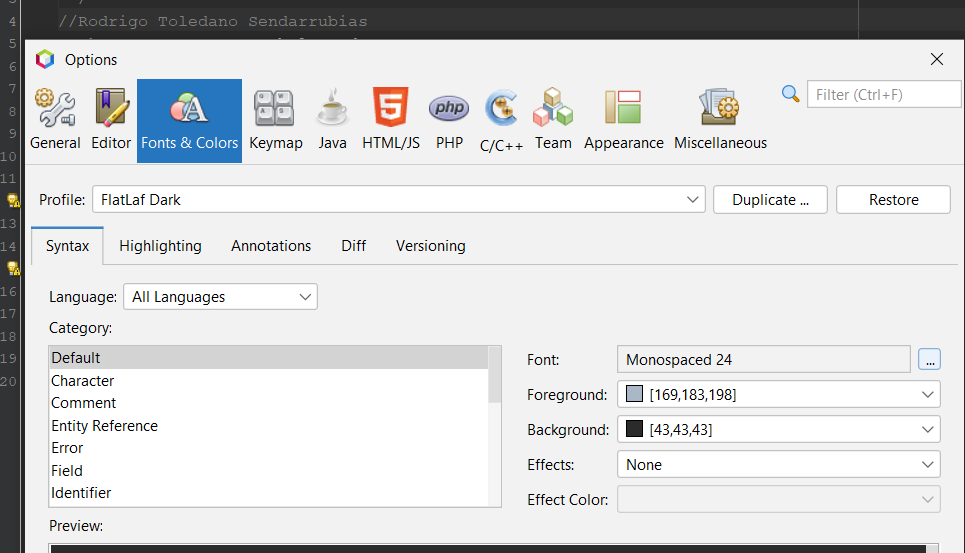 4 //Rodrigo Toledano Sendarrubias
5
Options
6
7
8
9
10
11
13
14
16
17
18
19
20
General Editor Fonts & Colors Keymap Java HTML/JS PHP C/C++ Team Appearance Miscellaneous
Filter (Ctrl+F)
Profile: FlatLaf Dark Duplicate ... Restore
Syntax Highlighting Annotations Diff Versioning
Language: All Languages
Category:
Default
Character
Comment
Entity Reference
Error
Field
Identifier
Font: Monospaced 24 ...
Foreground: [169,183,198]
Background: [43,43,43]
Effects: None
Effect Color:
Preview: